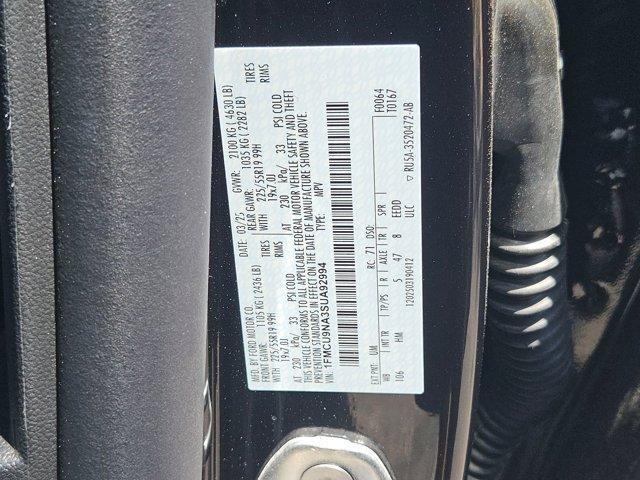 MFD. BY FORD MOTOR CO.
DATE: 03/25 GVWR: 2100 KG ( 4630 LB)
FRONT GAWR: 1105 KG ( 2436 LB) REAR GAWR: 1035 KG ( 2282 LB)
WITH 225/55R19 99H TIRES WITH 225/55R19 99H TIRES
19x7.0J RIMS 19x7.0J RIMS
AT 230 kPa/ 33 PSI COLD AT 230 kPa/ 33 PSI COLD
THIS VEHICLE CONFORMS TO ALL APPLICABLE FEDERAL MOTOR VEHICLE SAFETY AND THEFT
PREVENTION STANDARDS IN EFFECT ON THE DATE OF MANUFACTURE SHOWN ABOVE.
VIN: 1FMCU9NA3SUA92994 TYPE: MPV
EXT PNT: UM RC: 71 DSO: F0064
WB INT TR TP/PS R AXLE TR SPR T0167
106 HM 5 47 8 EEDD
ULC
1202503190412 RU5A-3520472-AB